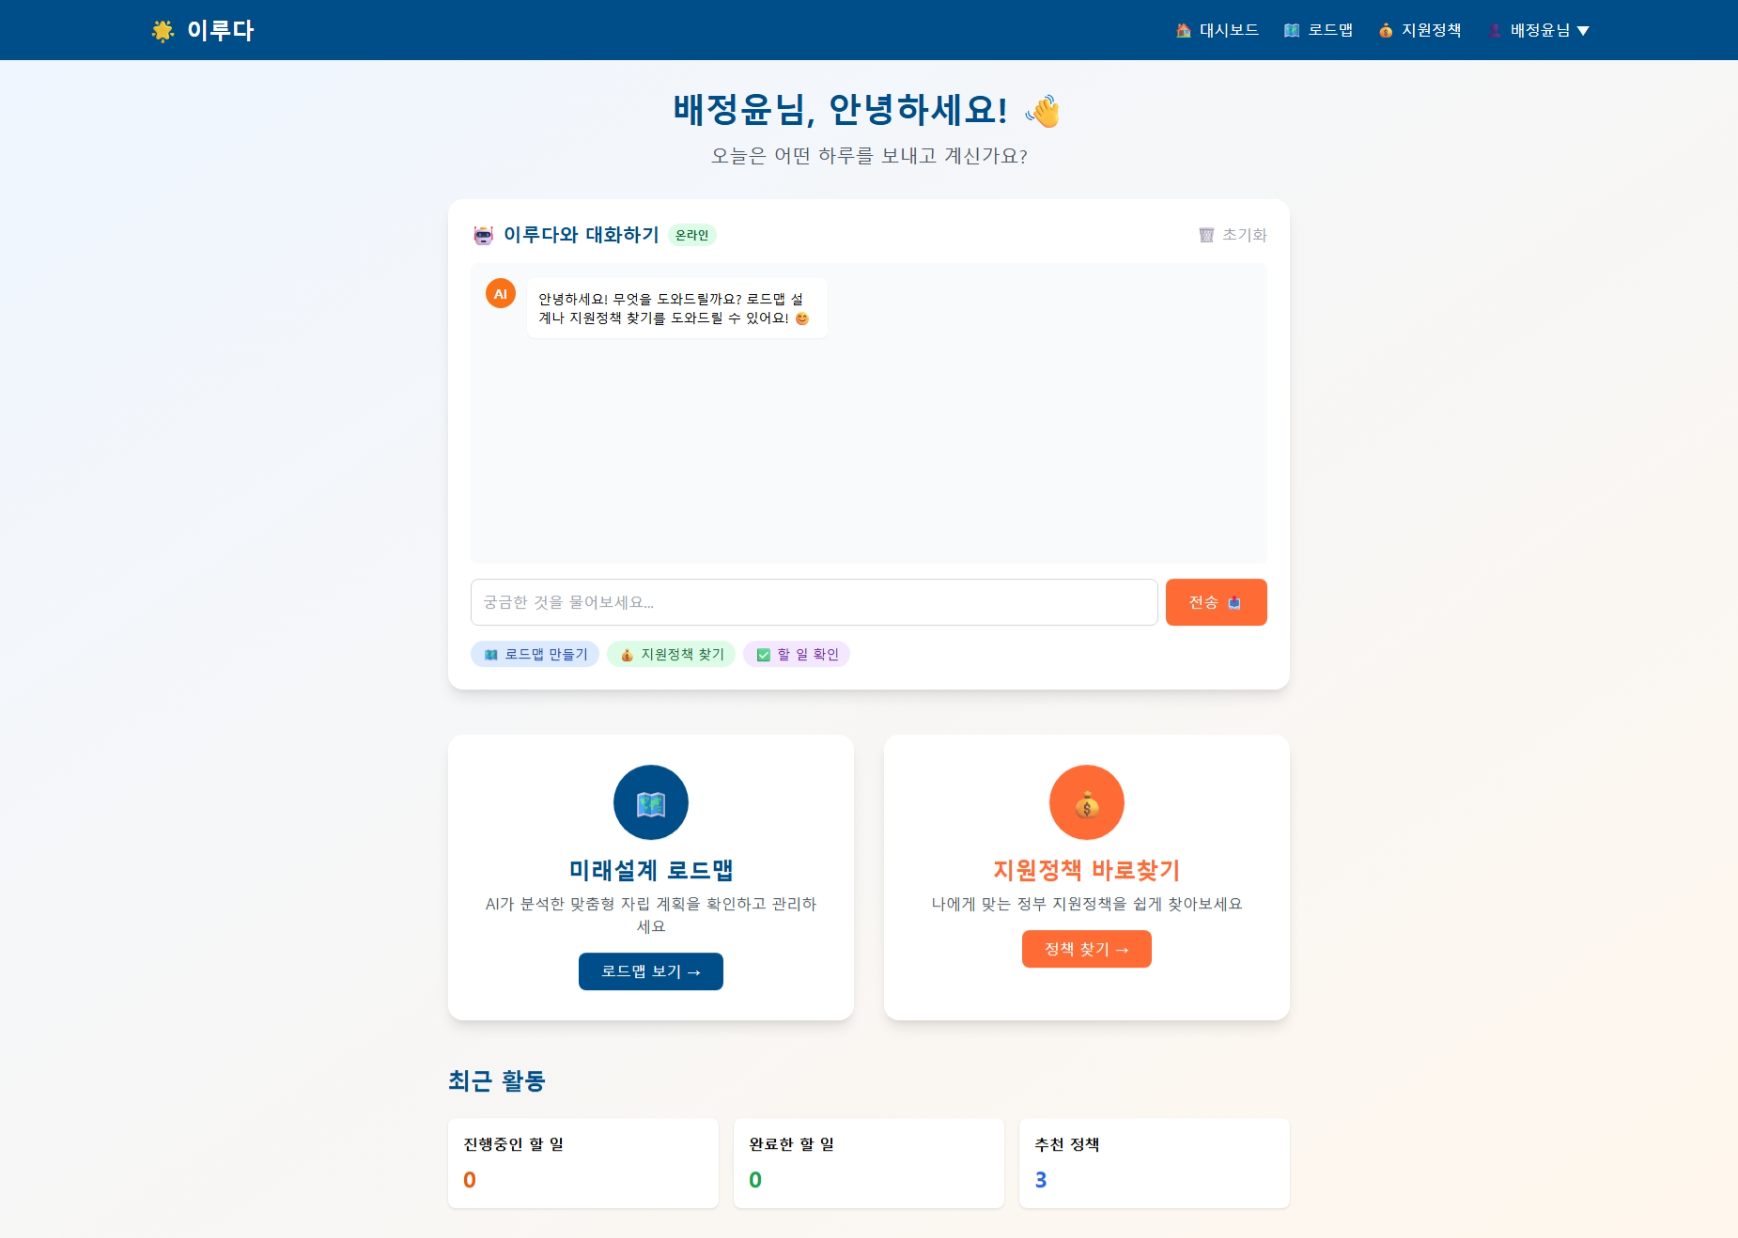 이루다
대시보드
로드맵
지원정책
배정윤님 ▼
배정윤님, 안녕하세요!
오늘은 어떤 하루를 보내고 계신가요?
이루다와 대화하기
온라인
초기화
AI
안녕하세요! 무엇을 도와드릴까요? 로드맵 설
계나 지원정책 찾기를 도와드릴 수 있어요! 😊
궁금한 것을 물어보세요...
전송
로드맵 만들기
지원정책 찾기
할 일 확인
미래설계 로드맵
AI가 분석한 맞춤형 자립 계획을 확인하고 관리하
세요
로드맵 보기 →
지원정책 바로찾기
나에게 맞는 정부 지원정책을 쉽게 찾아보세요
정책 찾기 →
최근 활동
진행중인 할 일
0
완료한 할 일
0
추천 정책
3